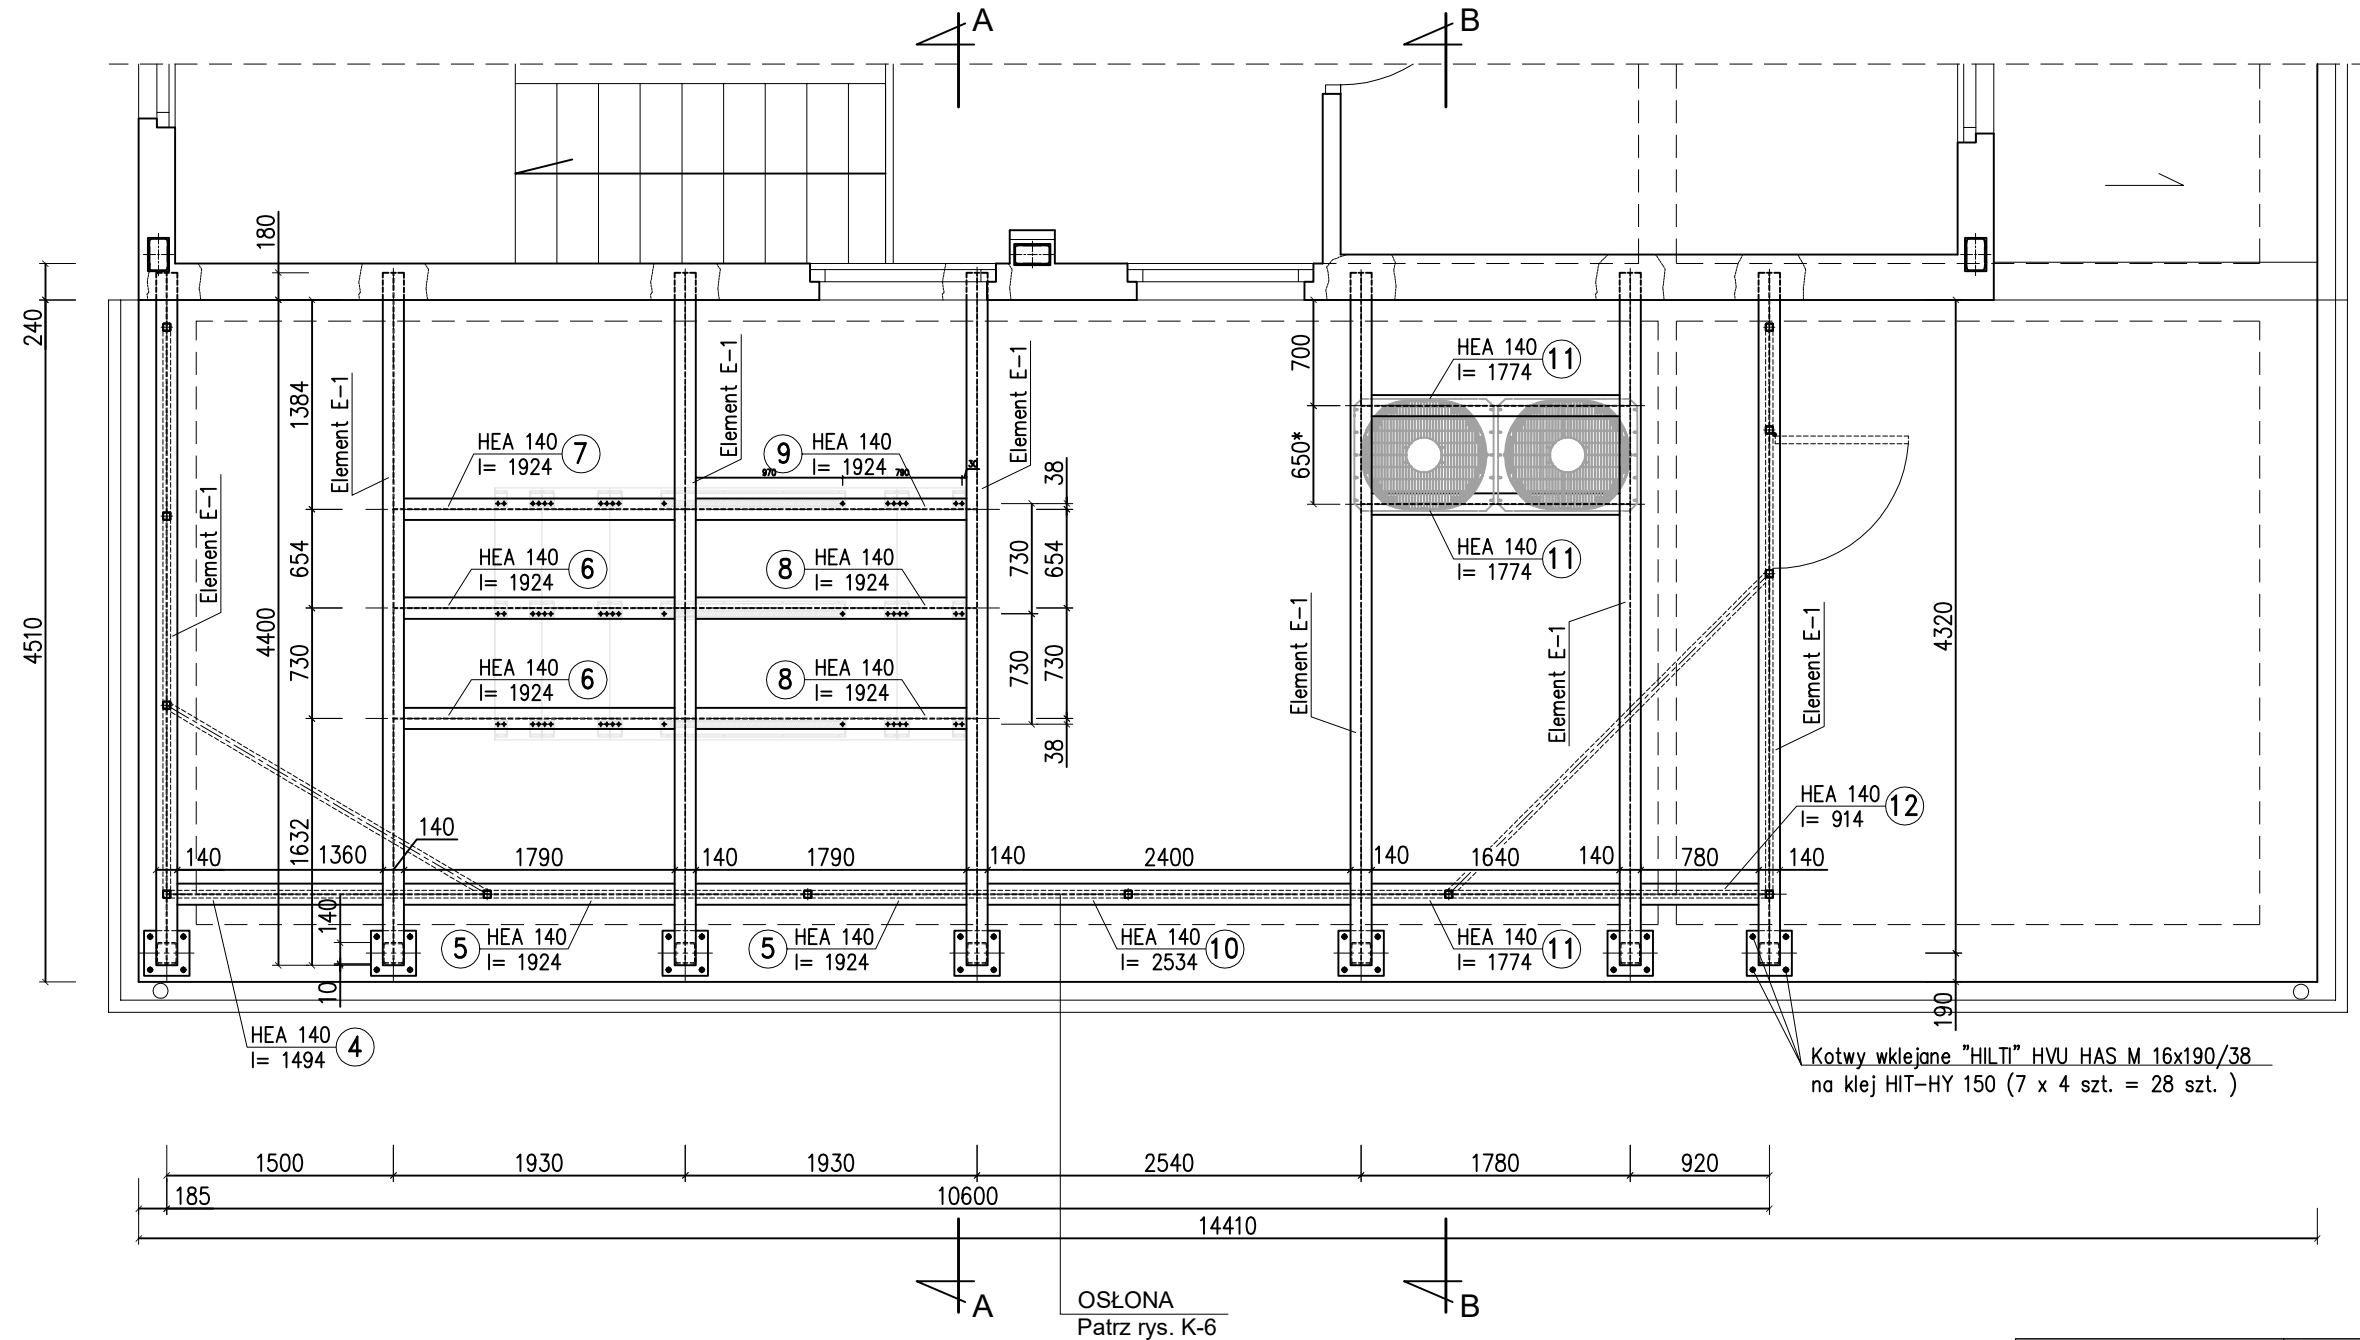 A
B
180
240
4510
1384
654
730
4400
1632
Element E-1
Element E-1
Element E-1
Element E-1
HEA 140
l= 1924
7
9
HEA 140
l= 1924
970
790
30
HEA 140
l= 1924
6
8
HEA 140
l= 1924
HEA 140
l= 1924
6
8
HEA 140
l= 1924
38
730
654
730
730
38
700
650*
HEA 140
l= 1774
11
HEA 140
l= 1774
11
Element E-1
Element E-1
Element E-1
4320
190
HEA 140
l= 914
12
140
140
1360
1790
140
1790
140
2400
140
1640
140
780
140
140
10
5
HEA 140
l= 1924
5
HEA 140
l= 1924
HEA 140
l= 2534
10
HEA 140
l= 1774
11
HEA 140
l= 1494
4
Kotwy wklejane "HILTI" HVU HAS M 16x190/38
na klej HIT-HY 150 (7 x 4 szt. = 28 szt. )
1500
1930
1930
2540
1780
920
185
10600
14410
A
B
OSŁONA
Patrz rys. K-6